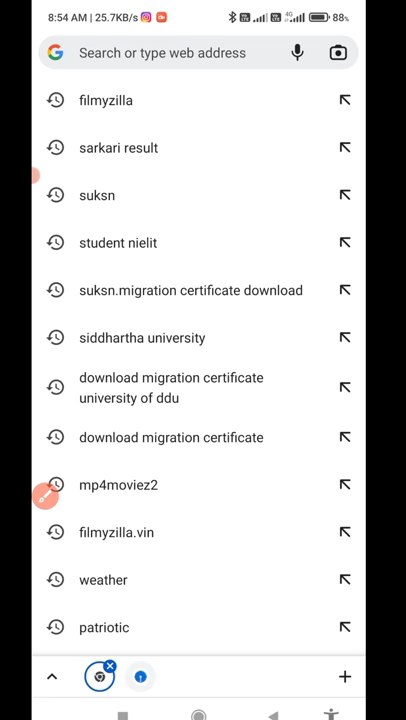 8:54 AM | 25.7KB/s 4G 88%
Search or type web address
filmyzilla
sarkari result
suksn
student nielit
suksn.migration certificate download
siddhartha university
download migration certificate
university of ddu
download migration certificate
mp4moviez2
filmyzilla.vin
weather
patriotic